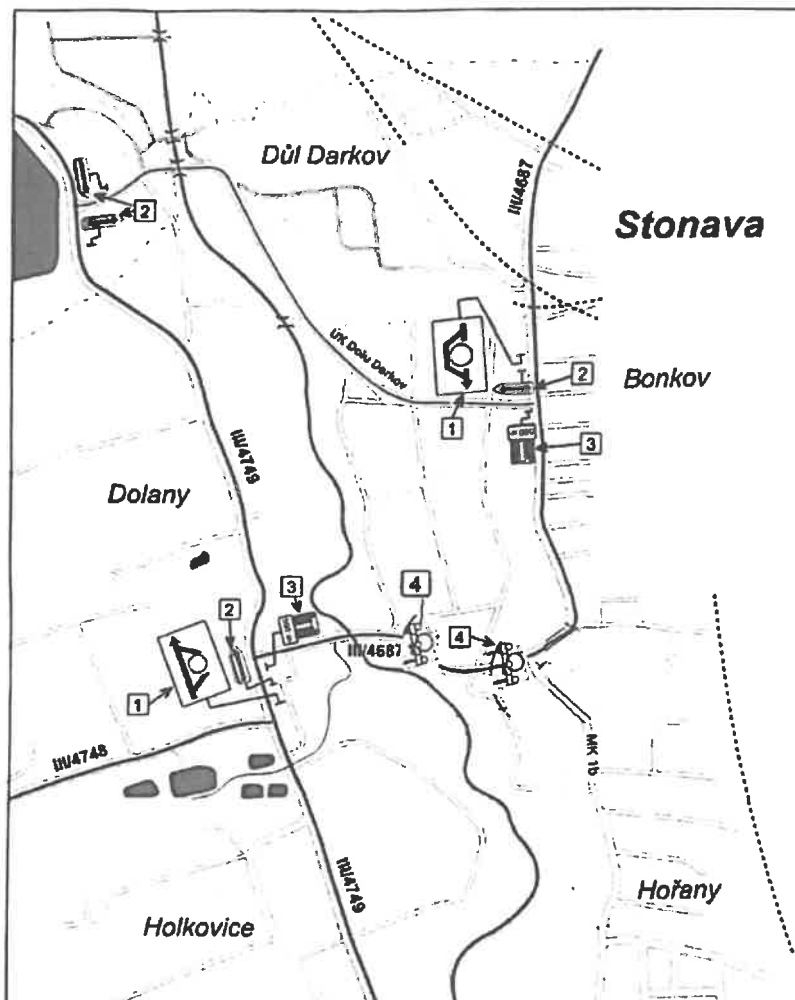 Důl Darkov
III/4687
Stonava
2
ÚK Dolu Darkov
2
Bonkov
1
3
III/4749
Dolany
3
4
2
4
III/4687
1
III/4748
MK 1b
III/4749
Hořany
Holkovice